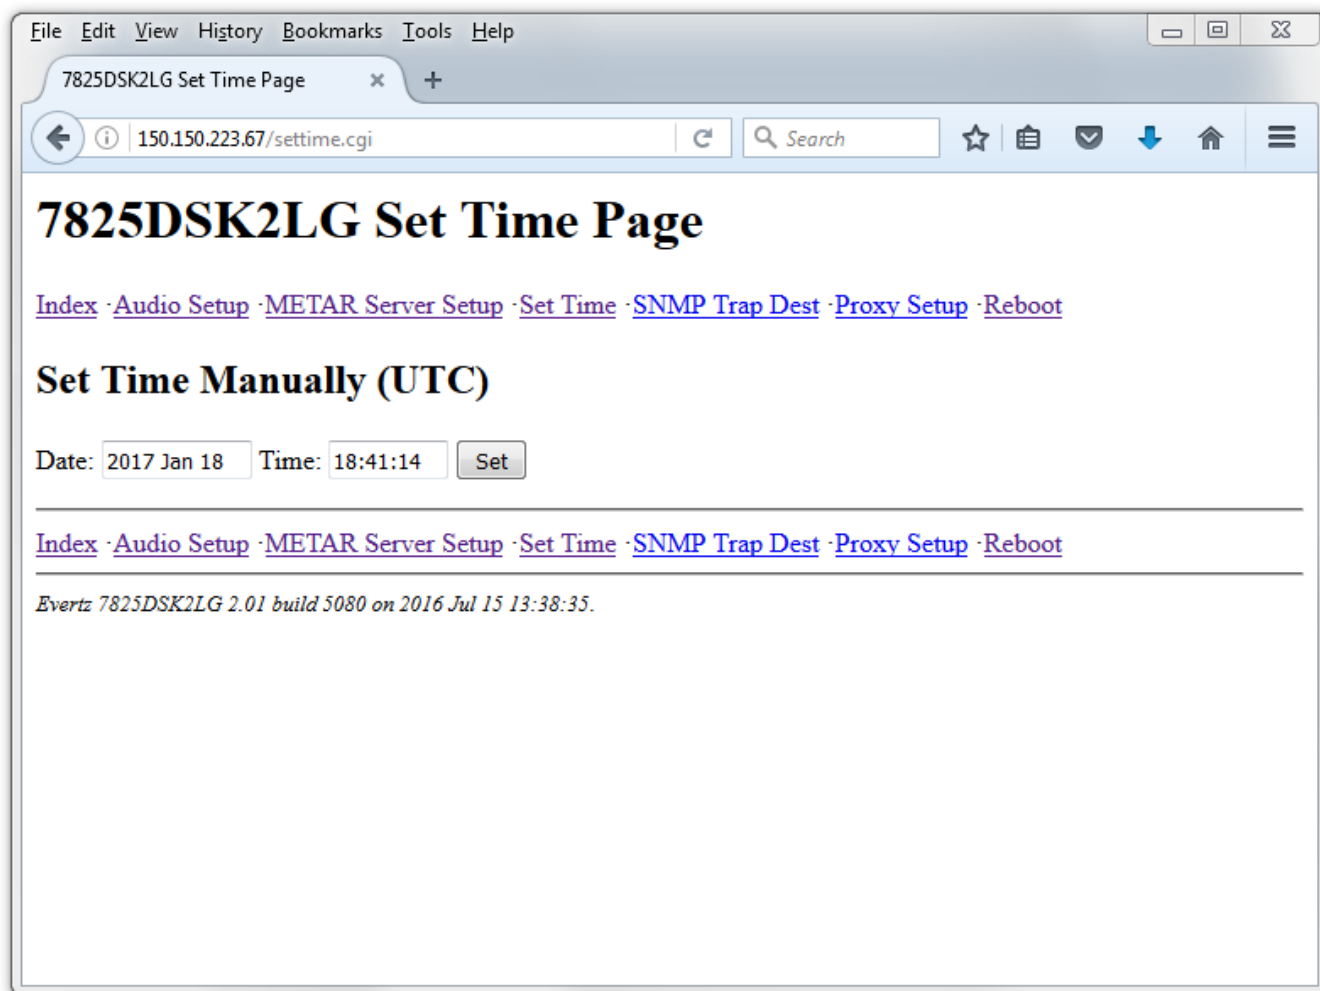 File Edit View History Bookmarks Tools Help
7825DSK2LG Set Time Page
150.150.223.67/settime.cgi Search
7825DSK2LG Set Time Page
Index ·Audio Setup ·METAR Server Setup ·Set Time ·SNMP Trap Dest ·Proxy Setup ·Reboot
Set Time Manually (UTC)
Date: 2017 Jan 18 Time: 18:41:14 Set
Index ·Audio Setup ·METAR Server Setup ·Set Time ·SNMP Trap Dest ·Proxy Setup ·Reboot
Evertz 7825DSK2LG 2.01 build 5080 on 2016 Jul 15 13:38:35.